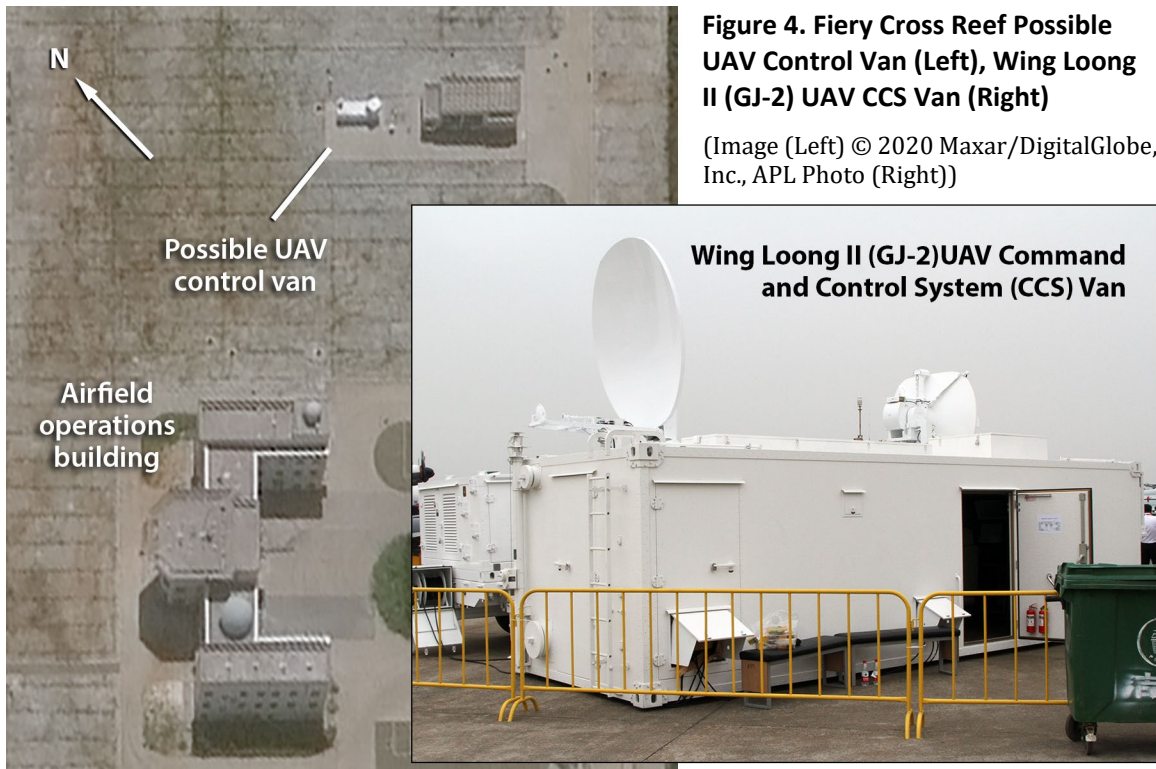 N
Possible UAV
control van
Airfield
operations
building
Figure 4. Fiery Cross Reef Possible
UAV Control Van (Left), Wing Loong
II (GJ-2) UAV CCS Van (Right)
(Image (Left) © 2020 Maxar/DigitalGlobe,
Inc., APL Photo (Right))
Wing Loong II (GJ-2)UAV Command
and Control System (CCS) Van